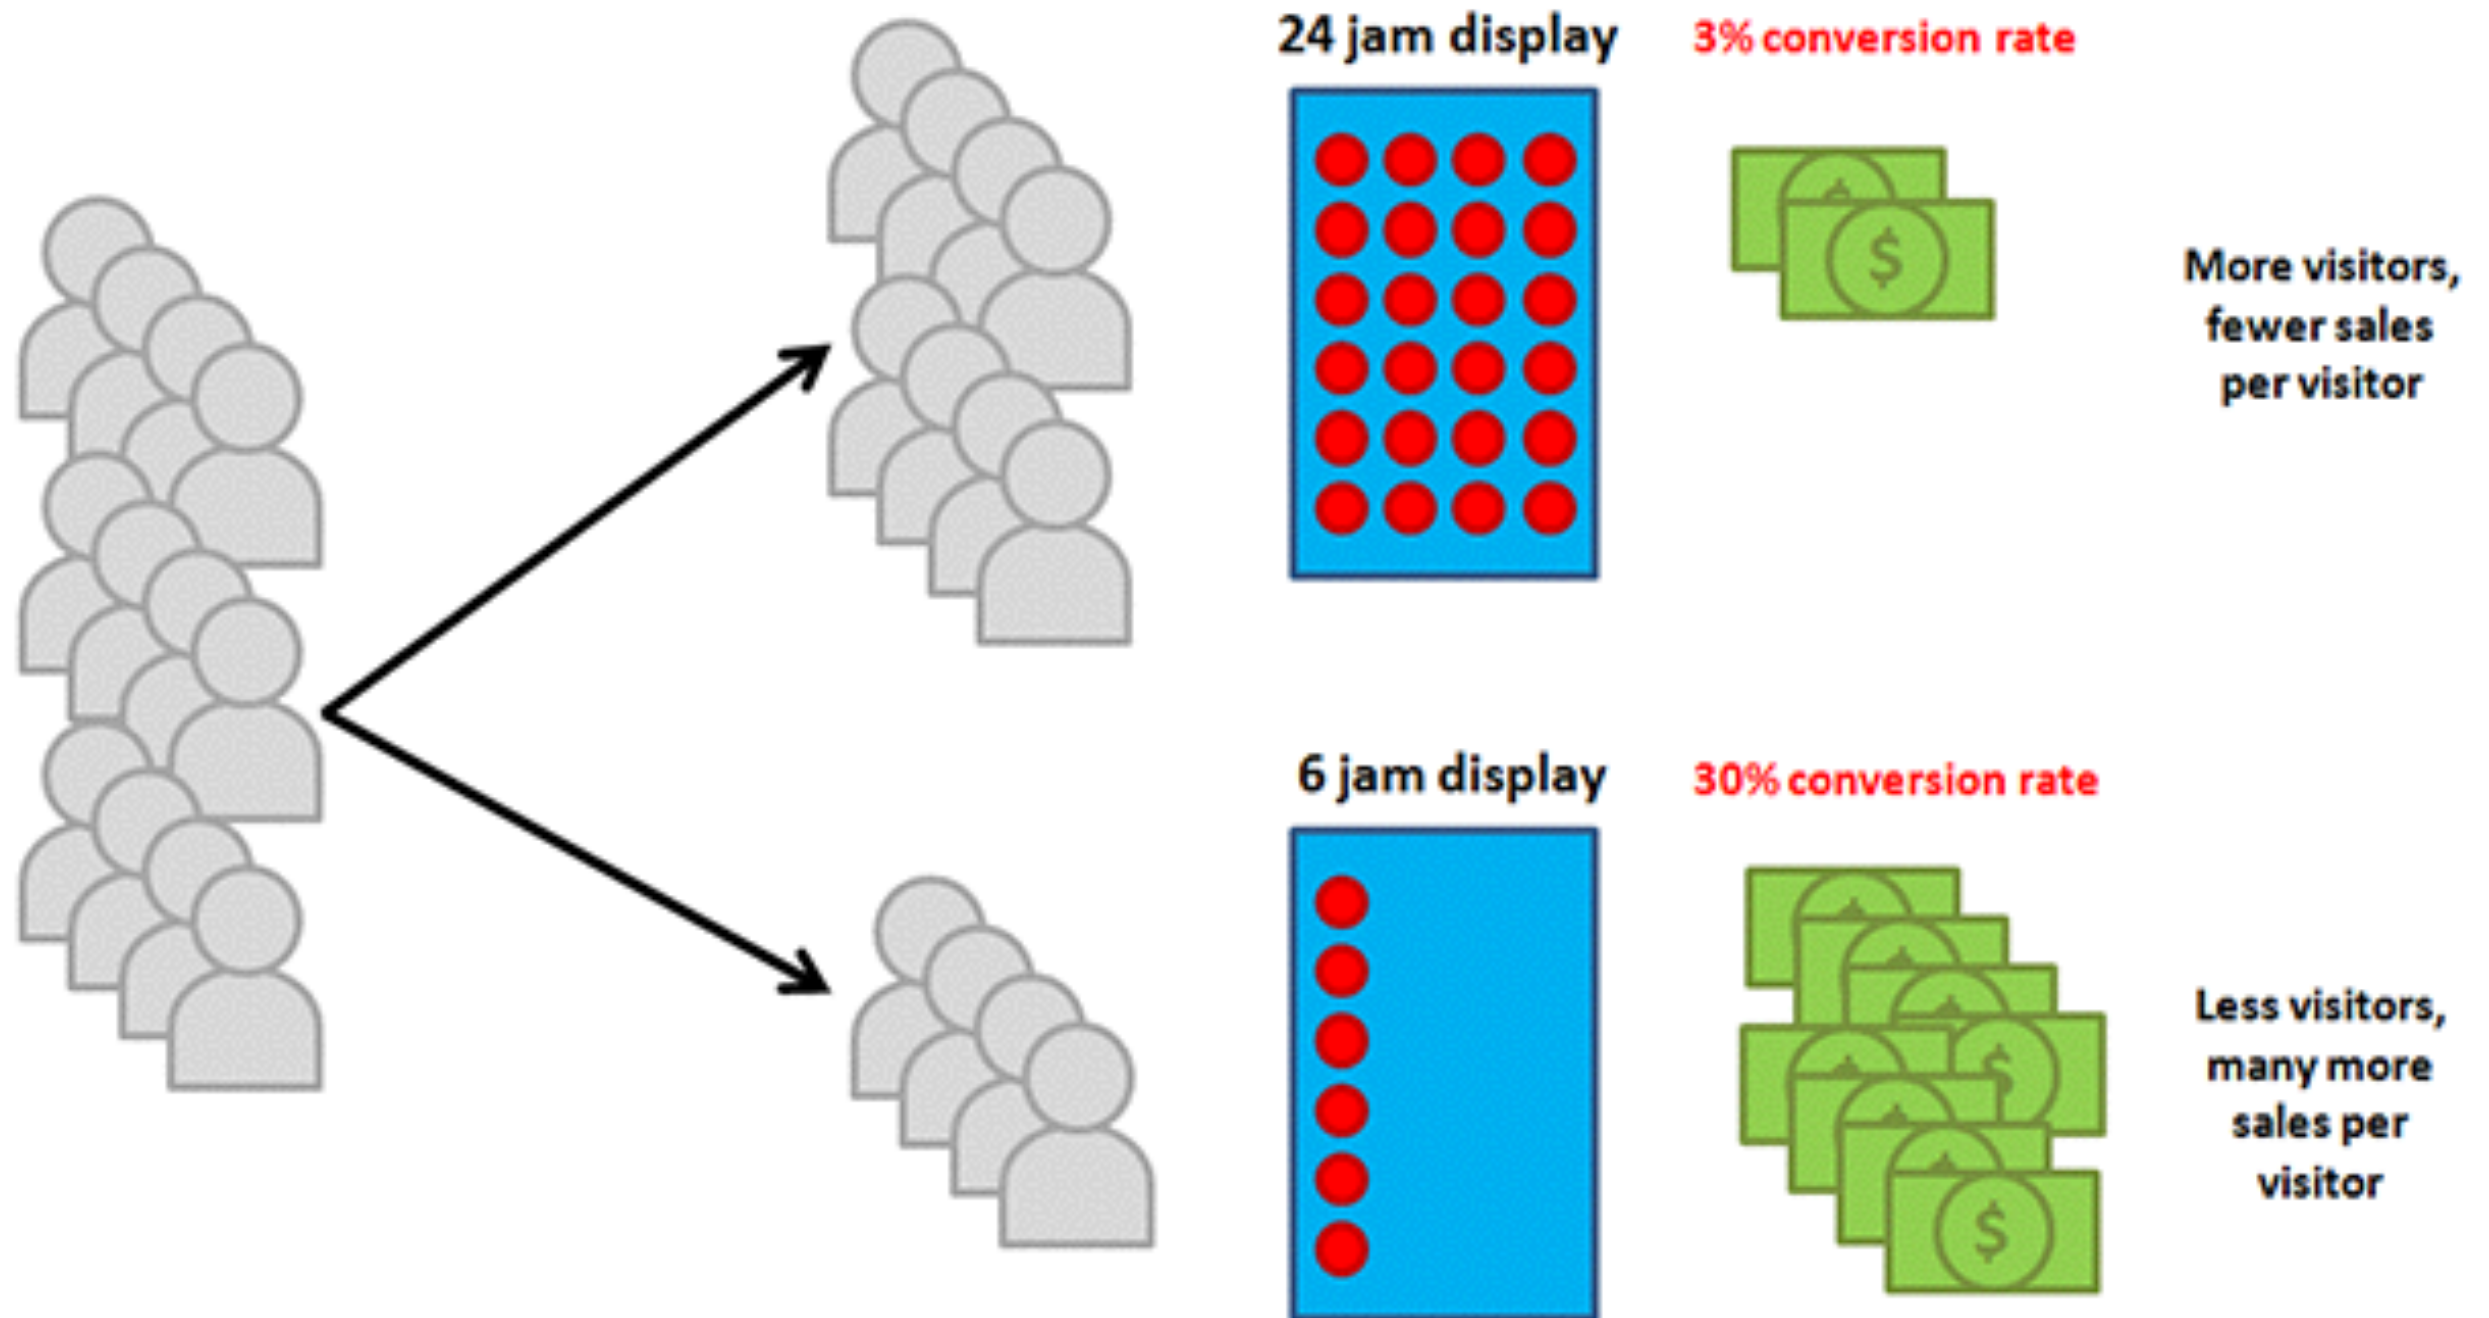 24 jam display
3% conversion rate
$
$
More visitors,
fewer sales
per visitor
6 jam display
30% conversion rate
$
$
$
$
$
$
$
$
Less visitors,
many more
sales per
visitor